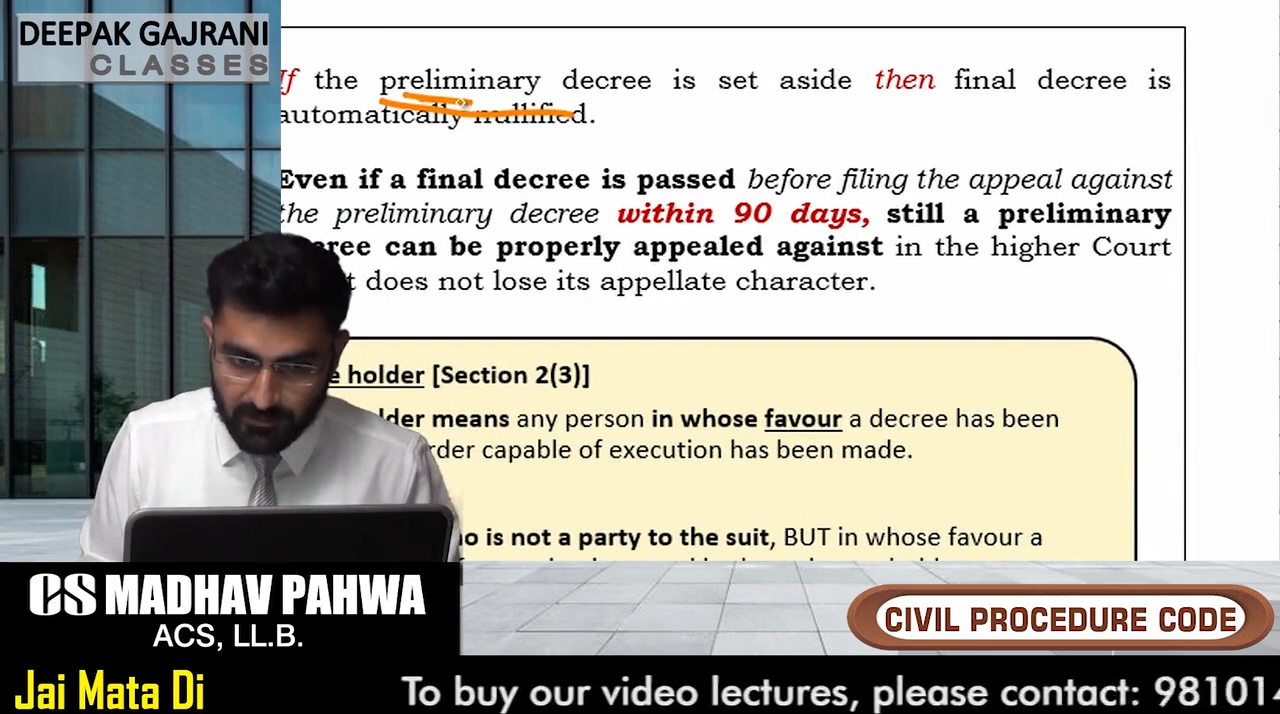 DEEPAK GAJRANI
CLASSES
If the preliminary decree is set aside then final decree is
automatically nullified.
Even if a final decree is passed before filing the appeal against
the preliminary decree within 90 days, still a preliminary
ree can be properly appealed against in the higher Court
t does not lose its appellate character.
e holder [Section 2(3)]
lder means any person in whose favour a decree has been
rder capable of execution has been made.
o is not a party to the suit, BUT in whose favour a
CS MADHAV PAHWA
ACS, LL.B.
CIVIL PROCEDURE CODE
Jai Mata Di
To buy our video lectures, please contact: 98101